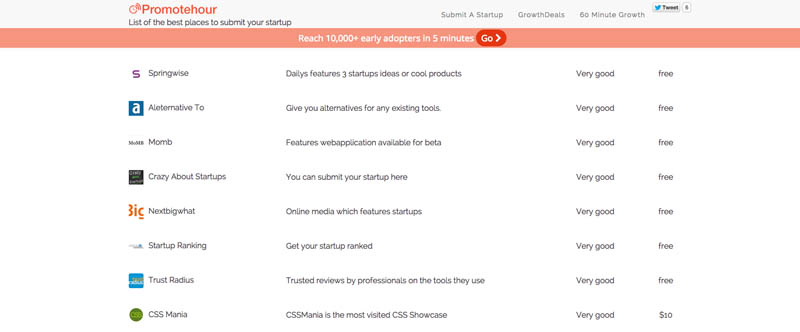 Promotehour
List of the best places to submit your startup
Submit A Startup GrowthDeals 60 Minute Growth Tweet 6
Reach 10,000+ early adopters in 5 minutes Go
S Springwise Dailys features 3 startups ideas or cool products Very good free
a Aleternative To Give you alternatives for any existing tools. Very good free
MoMB Momb Features webapplication available for beta Very good free
Crazy About Startups You can submit your startup here Very good free
Big Nextbigwhat Online media which features startups Very good free
Startup Ranking Get your startup ranked Very good free
Trust Radius Trusted reviews by professionals on the tools they use Very good free
CSS Mania CSSMania is the most visited CSS Showcase Very good $10